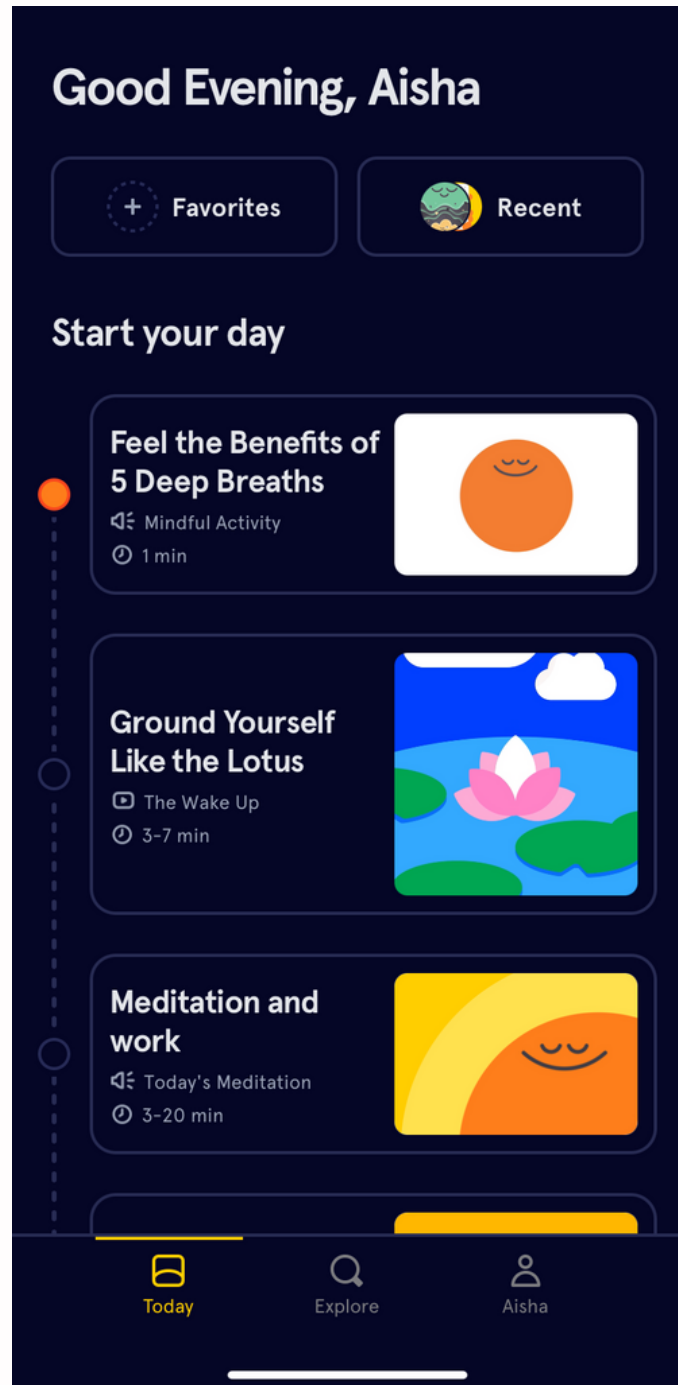 Good Evening, Aisha
+ Favorites
Recent
Start your day
Feel the Benefits of
5 Deep Breaths
Mindful Activity
1 min
Ground Yourself
Like the Lotus
The Wake Up
3-7 min
Meditation and
work
Today's Meditation
3-20 min
Today
Explore
Aisha